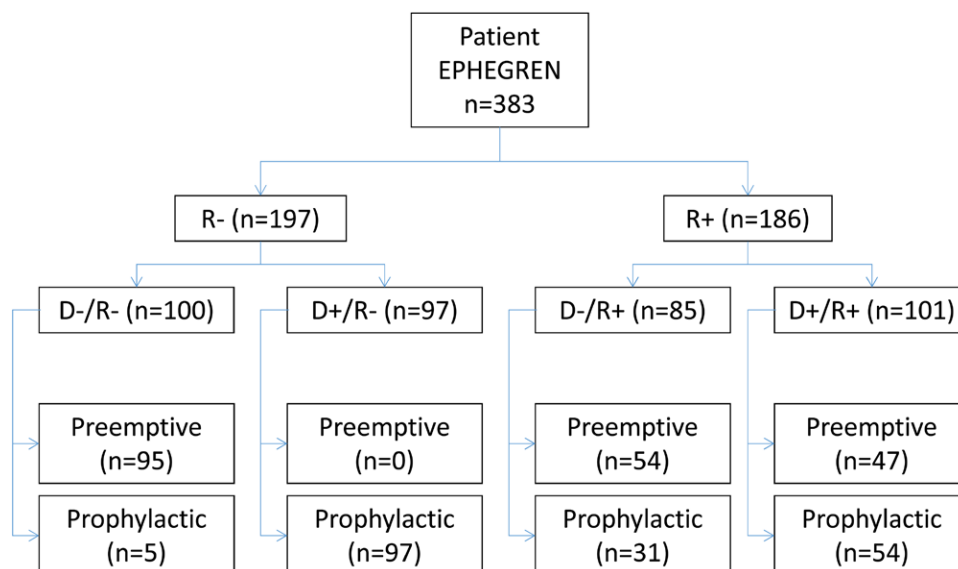 Patient
EPHEGREN
n=383
R- (n=197)
R+ (n=186)
D-/R- (n=100)
D+/R- (n=97)
D-/R+ (n=85)
D+/R+ (n=101)
Preemptive
(n=95)
Preemptive
(n=0)
Preemptive
(n=54)
Preemptive
(n=47)
Prophylactic
(n=5)
Prophylactic
(n=97)
Prophylactic
(n=31)
Prophylactic
(n=54)